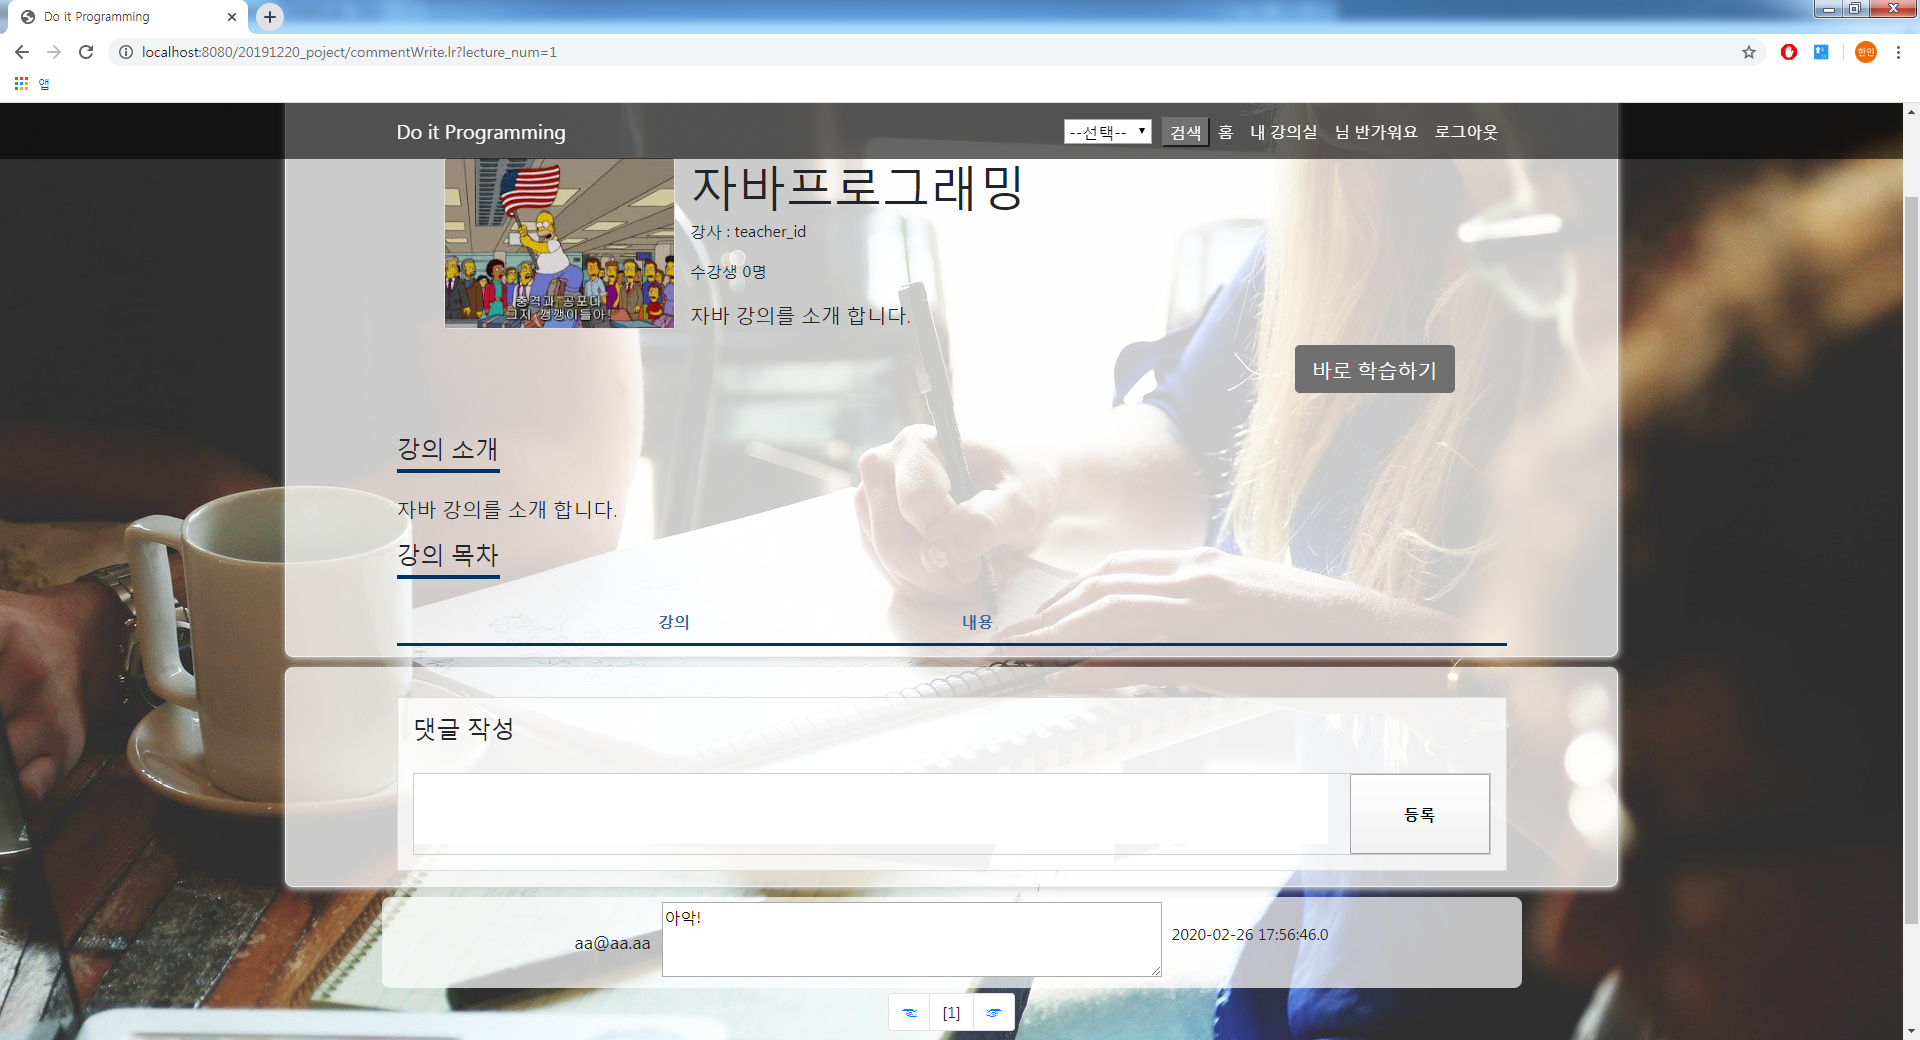 Do it Programming
localhost:8080/20191220_poject/commentWrite.lr?lecture_num=1
한민
앱
Do it Programming
--선택-- 검색 홈 내 강의실 님 반가워요 로그아웃
자바프로그래밍
강사 : teacher_id
수강생 0명
충격과 공포다
그지 깽깽이들아!
자바 강의를 소개 합니다.
바로 학습하기
강의 소개
자바 강의를 소개 합니다.
강의 목차
강의 내용
댓글 작성
등록
aa@aa.aa 아악! 2020-02-26 17:56:46.0
☜ [1] ☞